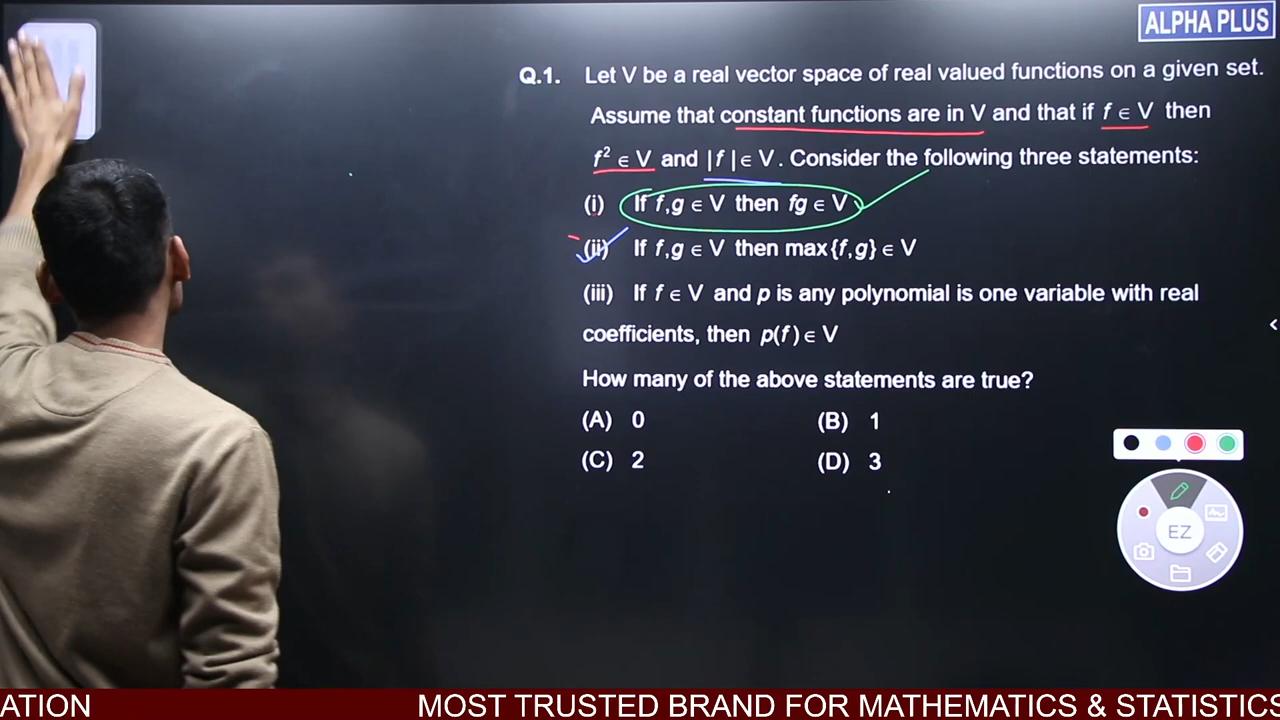 ALPHA PLUS
Q.1. Let V be a real vector space of real valued functions on a given set.
Assume that constant functions are in V and that if f ∈ V then
f² ∈ V and |f| ∈ V. Consider the following three statements:
(i) If f,g ∈ V then fg ∈ V
(ii) If f,g ∈ V then max{f,g} ∈ V
(iii) If f ∈ V and p is any polynomial is one variable with real
coefficients, then p(f) ∈ V
How many of the above statements are true?
(A) 0 (B) 1
(C) 2 (D) 3
EZ
ATION MOST TRUSTED BRAND FOR MATHEMATICS & STATISTICS